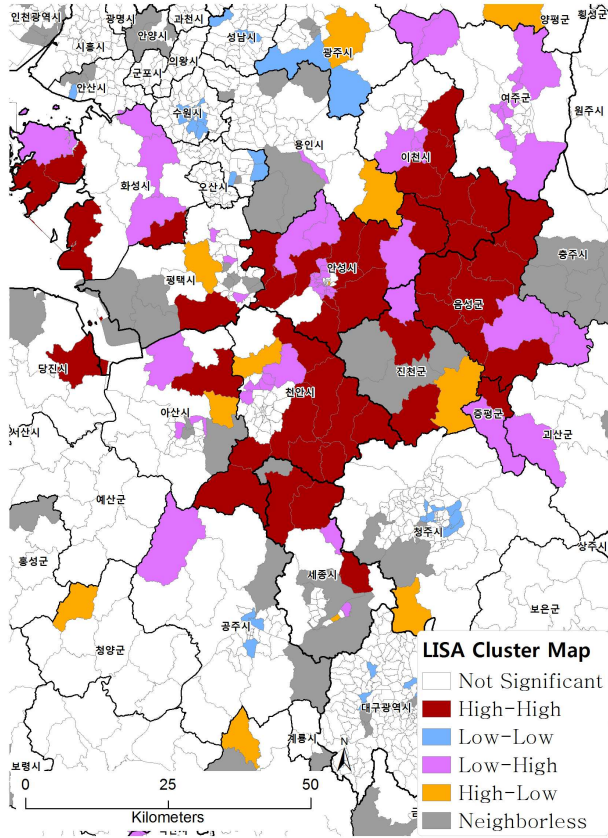 인천광역시
광명시
안양시
과천시
성남시
광주시
양평군
횡성군
시흥시
군포시
의왕시
안산시
수원시
여주군
원주시
용인시
이천시
화성시
오산시
충주시
안성시
평택시
음성군
당진시
진천군
천안시
아산시
증평군
괴산군
서산시
예산군
청주시
상주시
홍성군
세종시
보은군
공주시
청양군
대구광역시
계룡시
보령시
LISA Cluster Map
Not Significant
High-High
Low-Low
Low-High
High-Low
Neighborless
N
0 25 50
Kilometers